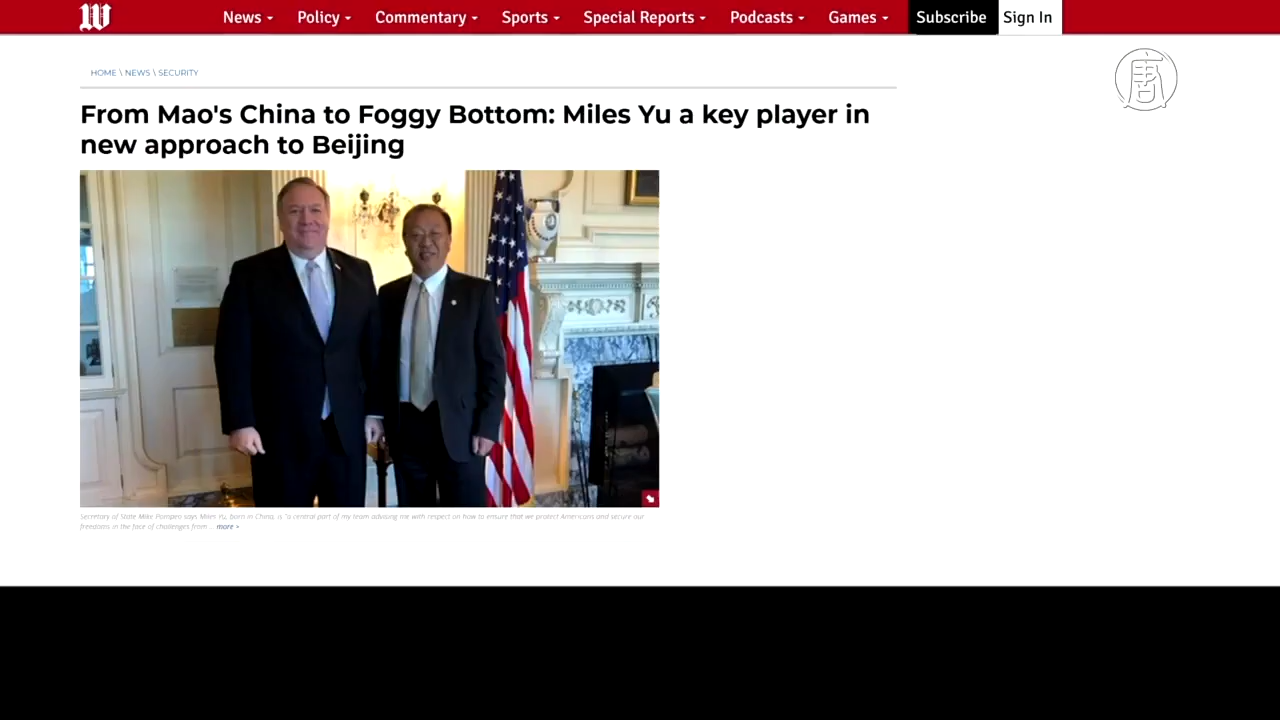 W News Policy Commentary Sports Special Reports Podcasts Games Subscribe Sign In
HOME \ NEWS \ SECURITY
From Mao's China to Foggy Bottom: Miles Yu a key player in
new approach to Beijing
Secretary of State Mike Pompeo says Miles Yu, born in China, is "a central part of my team advising me with respect on how to ensure that we protect Americans and secure our
freedoms in the face of challenges from ... more >
唐